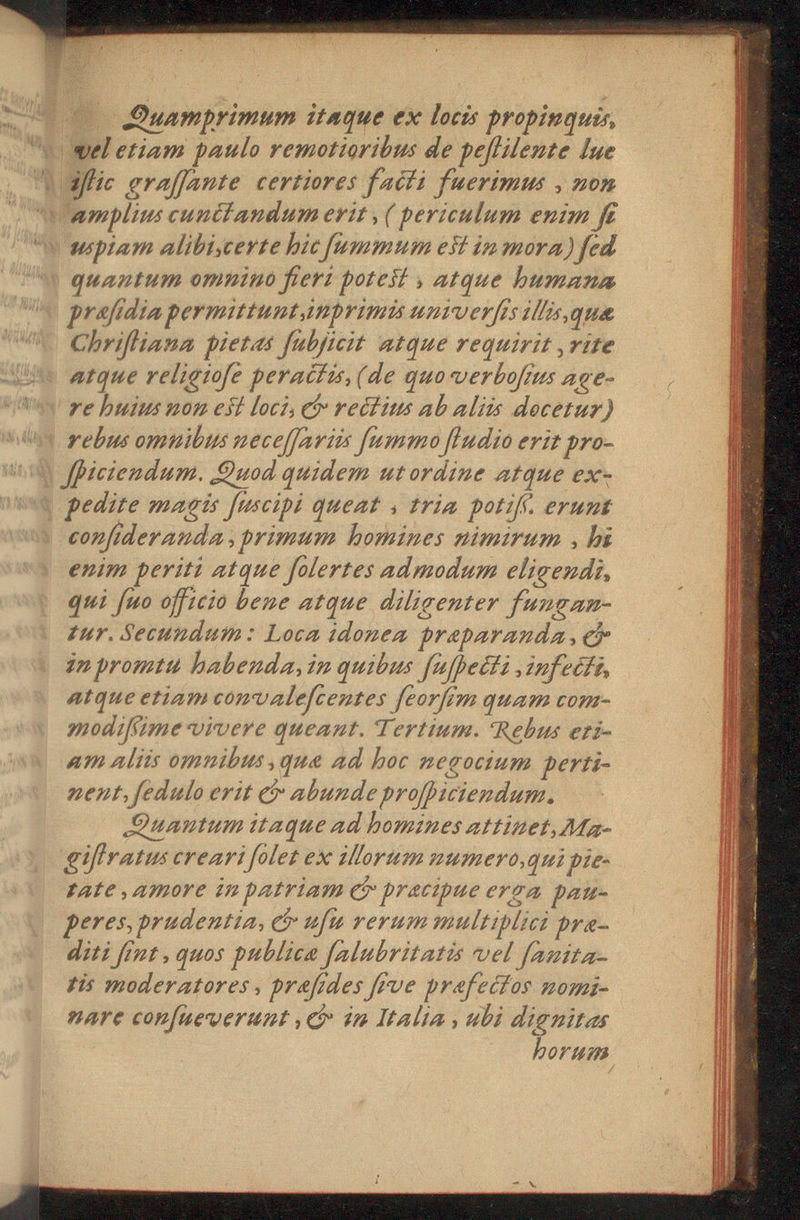 Quamprimum itaque ex locis propinquis,
vel etiam paulo remotioribus de peſtilente lue
iſtic graſſante certiores facti fuerimus , non
amplius cunctandum erit , ( periculum enim ſi
uspiam alibi, certe hic ſummum eſt in mora) ſed
quantum omnino fieri poteſt , atque humana
præſidia permittunt, inprimis univerſis illis, quæ
Chriſtiana pietas ſubjicit atque requirit , rite
atque religioſe peractis, (de quo verboſius age-
re huius non eſt loci, & rectius ab aliis docetur)
rebus omnibus neceſſariis ſummo ſtudio erit pro-
ſpiciendum. Quod quidem ut ordine atque ex-
pedite magis ſuscipi queat , tria potiſſ. erunt
conſideranda , primum homines nimirum , hi
enim periti atque ſolertes admodum eligendi,
qui ſuo officio bene atque diligenter fungan-
tur. Secundum : Loca idonea præparanda , &
in promtu habenda, in quibus ſuſpecti , infecti,
atque etiam convaleſcentes ſeorſim quam com-
modiſſime vivere queant. Tertium. Rebus eti-
am aliis omnibus , quæ ad hoc negocium perti-
nent, ſedulo erit & abunde proſpiciendum.
Quantum itaque ad homines attinet, Ma-
giſtratus creari ſolet ex illorum numero, qui pie-
tate , amore in patriam & præcipue erga pau-
peres, prudentia, & uſu rerum multiplici præ-
diti ſint , quos publicæ ſalubritatis vel ſanita-
tis moderatores , præſides ſive præfectos nomi-
nare conſueverunt , & in Italia , ubi dignitas
horum